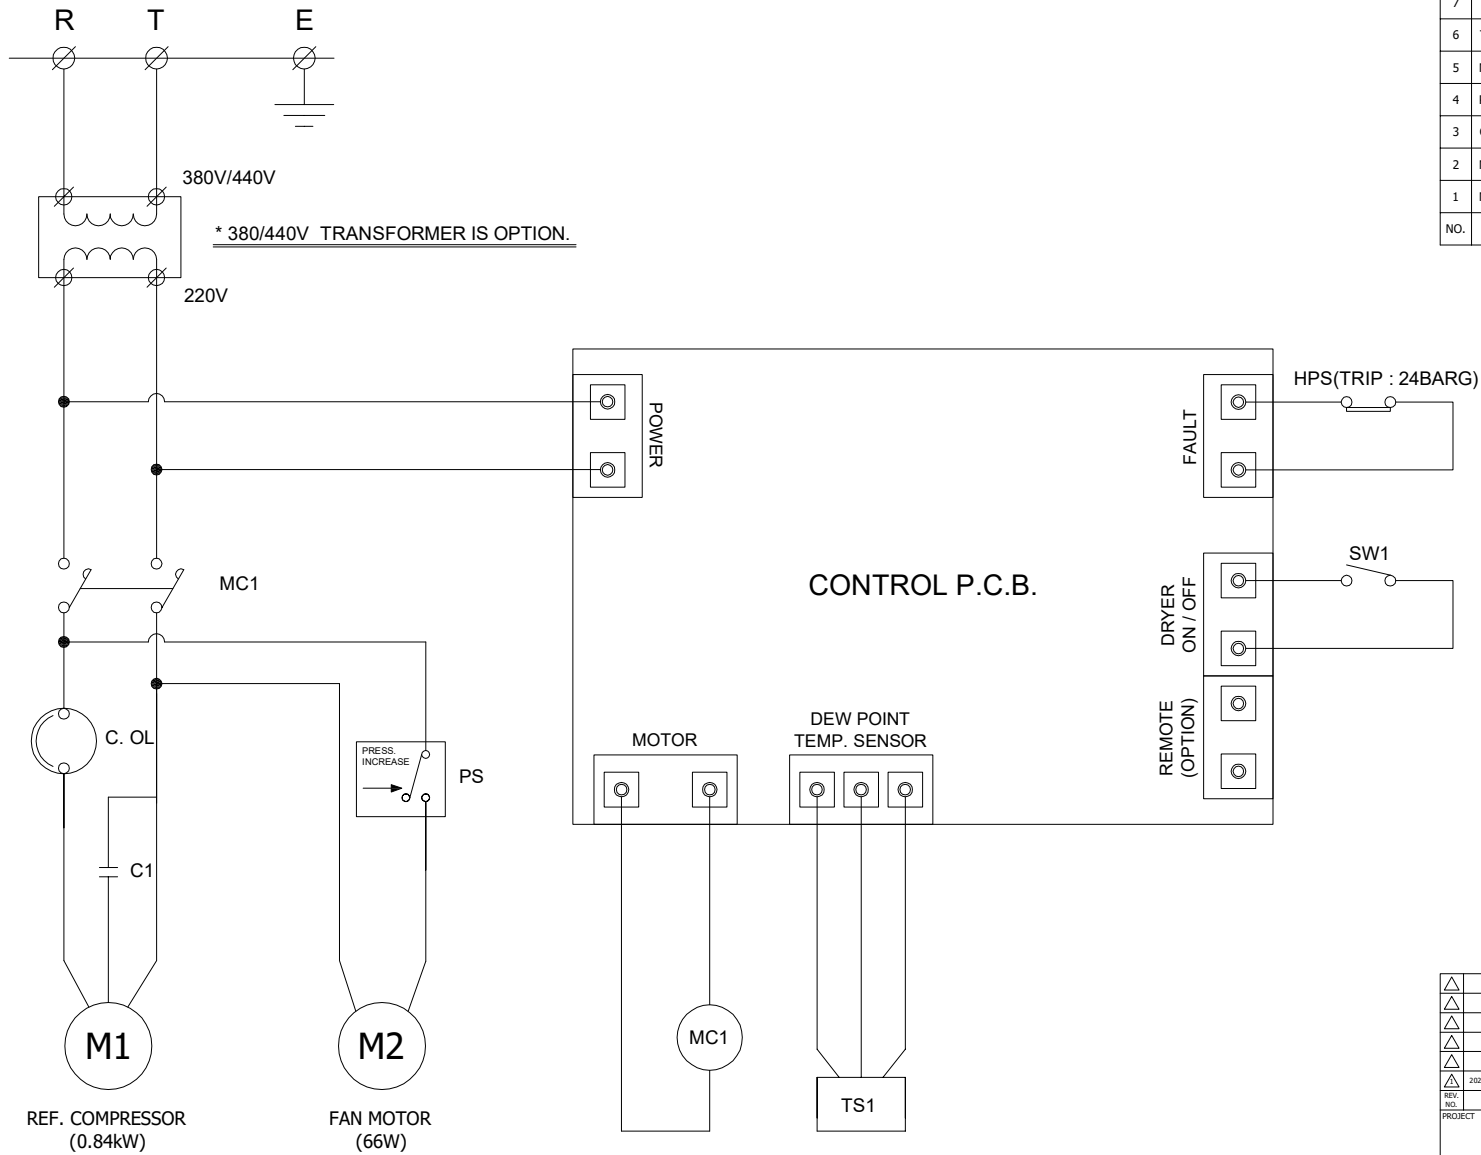 R T E
380V/440V
* 380/440V TRANSFORMER IS OPTION.
220V
MC1
C. OL
C1
PRESS.
INCREASE
PS
M1
REF. COMPRESSOR
(0.84kW)
M2
FAN MOTOR
(66W)
CONTROL P.C.B.
POWER
FAULT
HPS(TRIP : 24BARG)
DRYER
ON / OFF
SW1
REMOTE
(OPTION)
MOTOR
DEW POINT
TEMP. SENSOR
MC1
TS1
7
6
5
4
3
2
1
NO.
1 202
REV.
NO.
PROJECT